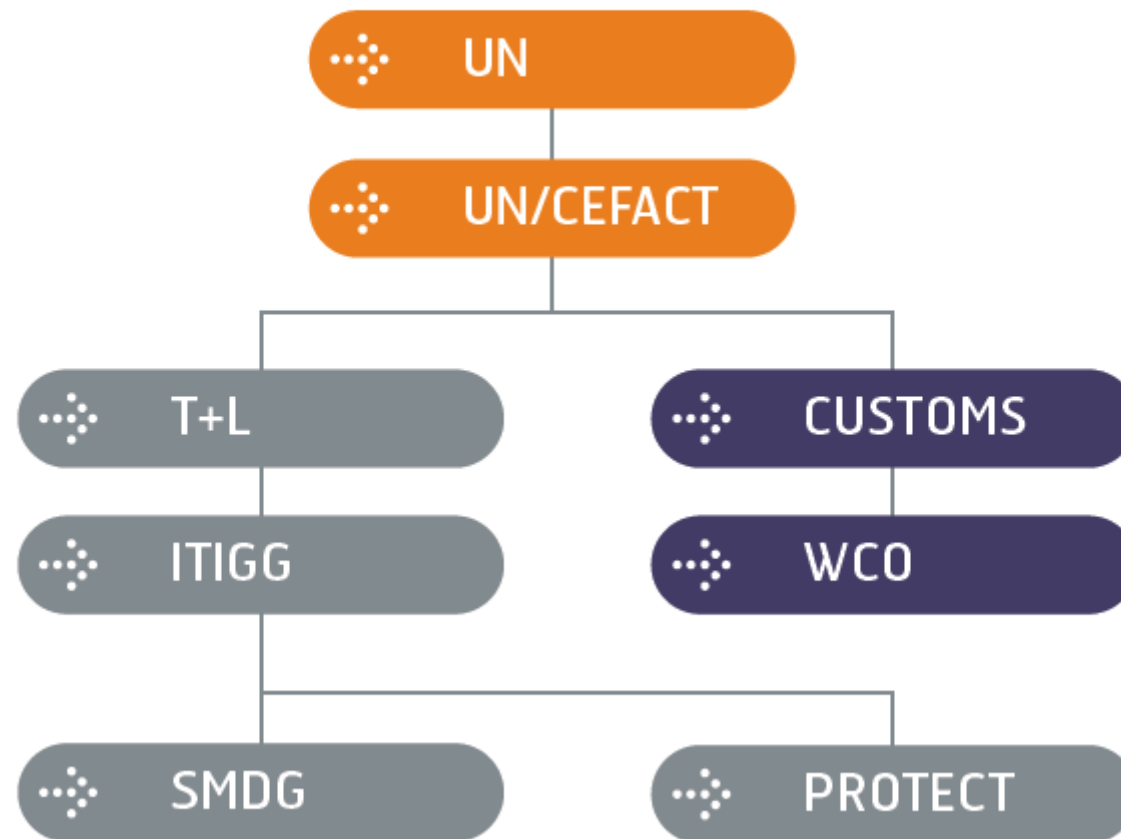 UN
UN/CEFACT
T+L
CUSTOMS
ITIGG
WCO
SMDG
PROTECT